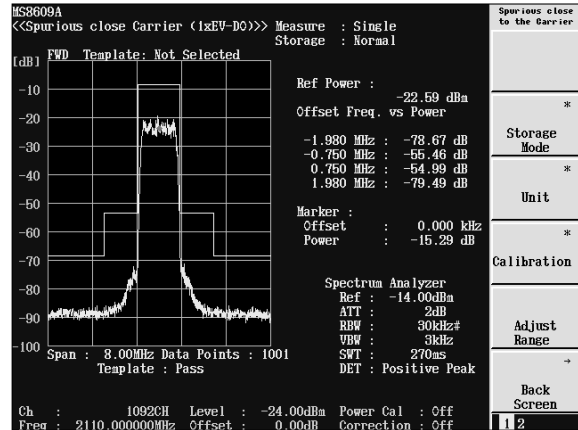 MS8609A
<<Spurious close Carrier (1xEV-DO)>> Measure : Single
Storage : Normal
FWD Template: Not Selected
[dB]
-10
-20
-30
-40
-50
-60
-70
-80
-90
-100
Ref Power :
-22.59 dBm
Offset Freq. vs Power
-1.980 MHz : -78.67 dB
-0.750 MHz : -55.46 dB
0.750 MHz : -54.99 dB
1.980 MHz : -79.49 dB
Marker :
Offset : 0.000 kHz
Power : -15.29 dB
Spectrum Analyzer
Ref : -14.00dBm
ATT : 2dB
RBW : 30kHz#
VBW : 3kHz
SWT : 270ms
DET : Positive Peak
Span : 8.00MHz Data Points : 1001
Template : Pass
Ch : 1092CH Level : -24.00dBm Power Cal : Off
Freq : 2110.000000MHz Offset : 0.00dB Correction : Off
Spurious close
to the Carrier
*
Storage
Mode
*
Unit
*
Calibration
Adjust
Range
→
Back
Screen
1 2